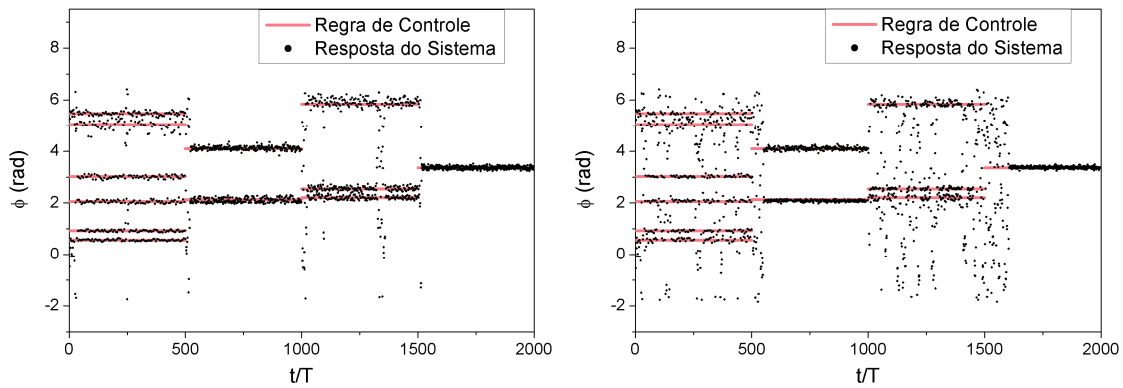 Regra de Controle
Resposta do Sistema
8
6
4
2
0
-2
ϕ (rad)
0 500 1000 1500 2000
t/T
Regra de Controle
Resposta do Sistema
8
6
4
2
0
-2
ϕ (rad)
0 500 1000 1500 2000
t/T